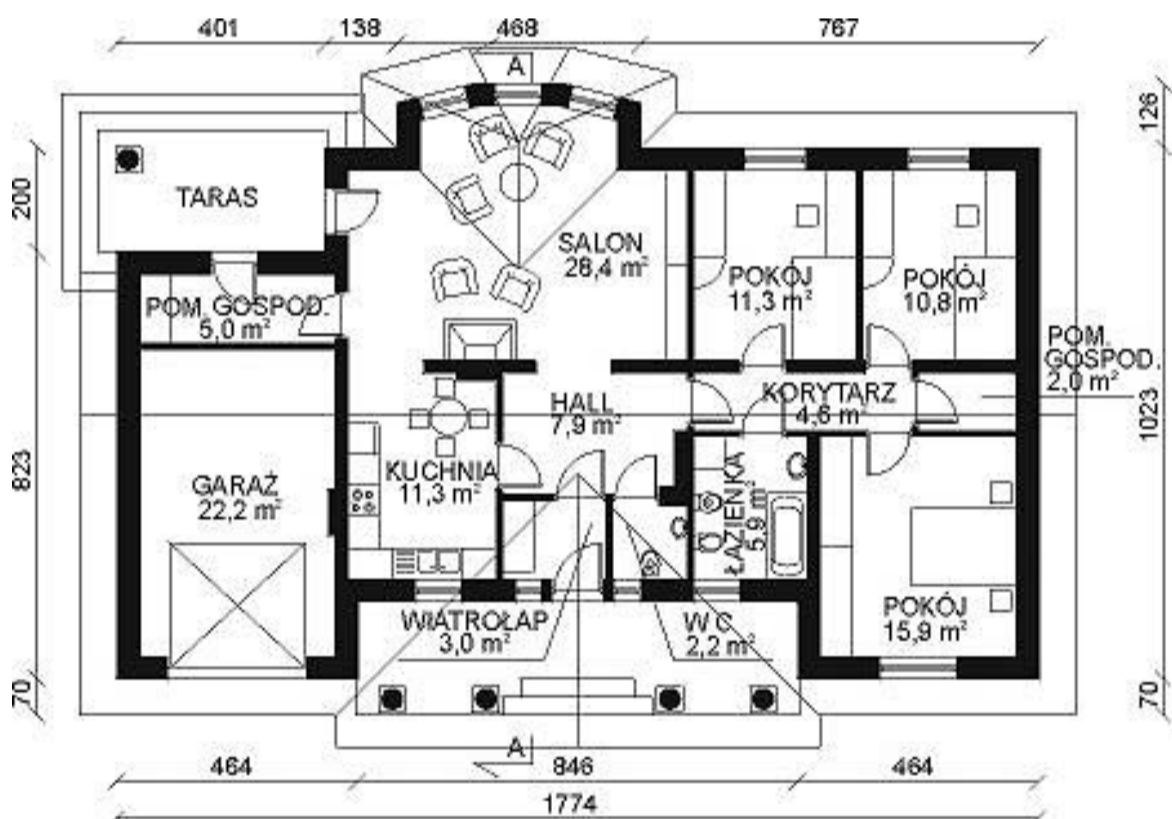 401
138
468
767
A
126
200
TARAS
SALON
28,4 m²
POKÓJ
11,3 m²
POKÓJ
10,8 m²
POM. GOSPOD.
5,0 m²
POM.
GOSPOD.
2,0 m²
KORYTARZ
4,6 m²
HALL
7,9 m²
1023
823
GARAŻ
22,2 m²
KUCHNIA
11,3 m²
ŁAZIENKA
5,9 m²
WIATROŁAP
3,0 m²
WC
2,2 m²
POKÓJ
15,9 m²
70
70
A
464
846
464
1774